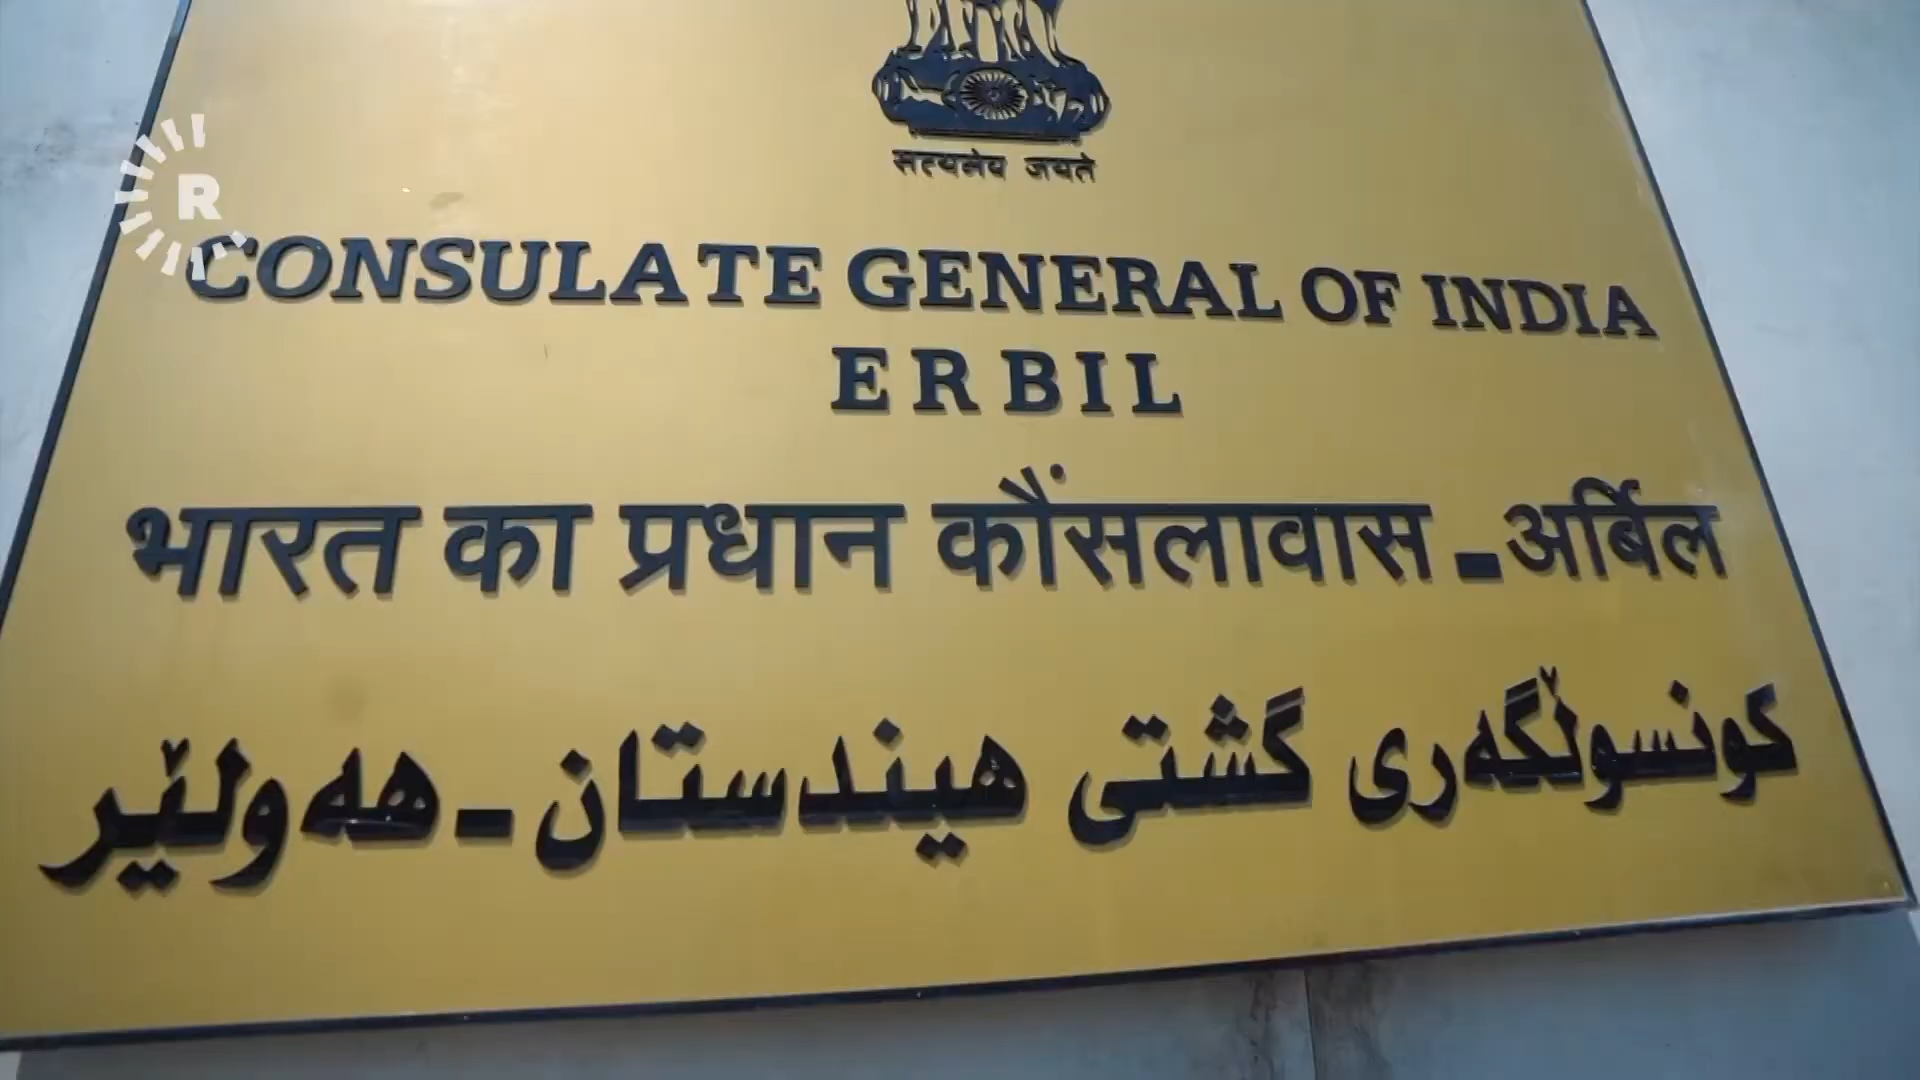 सत्यमेव जयते
R
CONSULATE GENERAL OF INDIA
ERBIL
भारत का प्रधान कौंसलावास-अर्बिल
کونسوڵگەری گشتی هیندستان-هەولێر